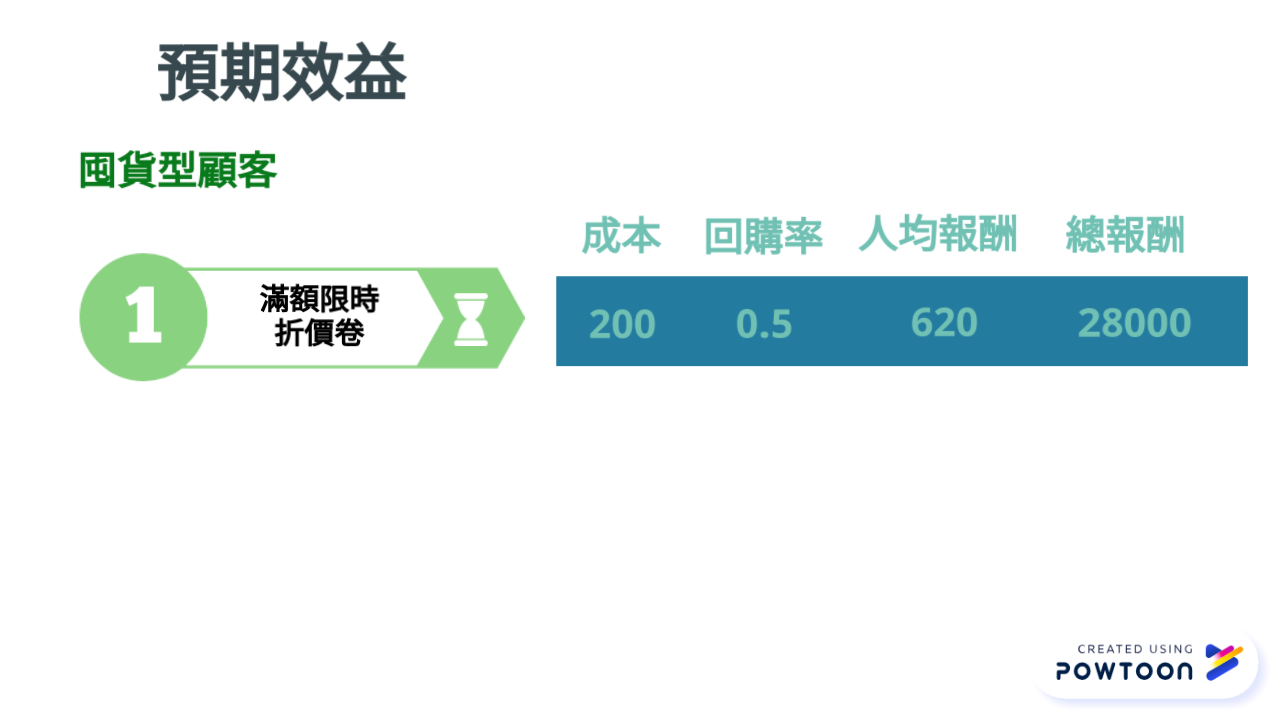 預期效益
囤貨型顧客
成本 回購率 人均報酬 總報酬
1
滿額限時
折價卷
200 0.5 620 28000
CREATED USING
POWTOON